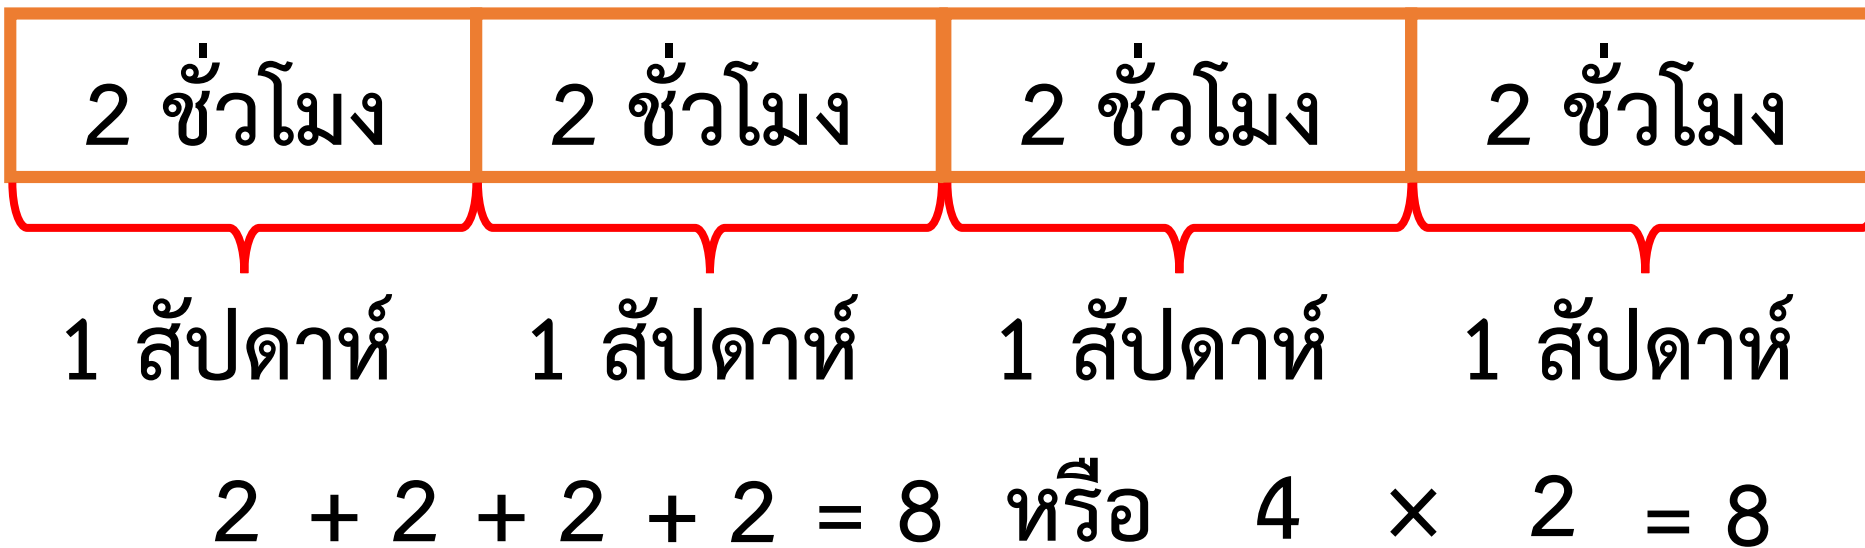 2 ชั่วโมง 2 ชั่วโมง 2 ชั่วโมง 2 ชั่วโมง
1 สัปดาห์ 1 สัปดาห์ 1 สัปดาห์ 1 สัปดาห์
2 + 2 + 2 + 2 = 8 หรือ 4 × 2 = 8